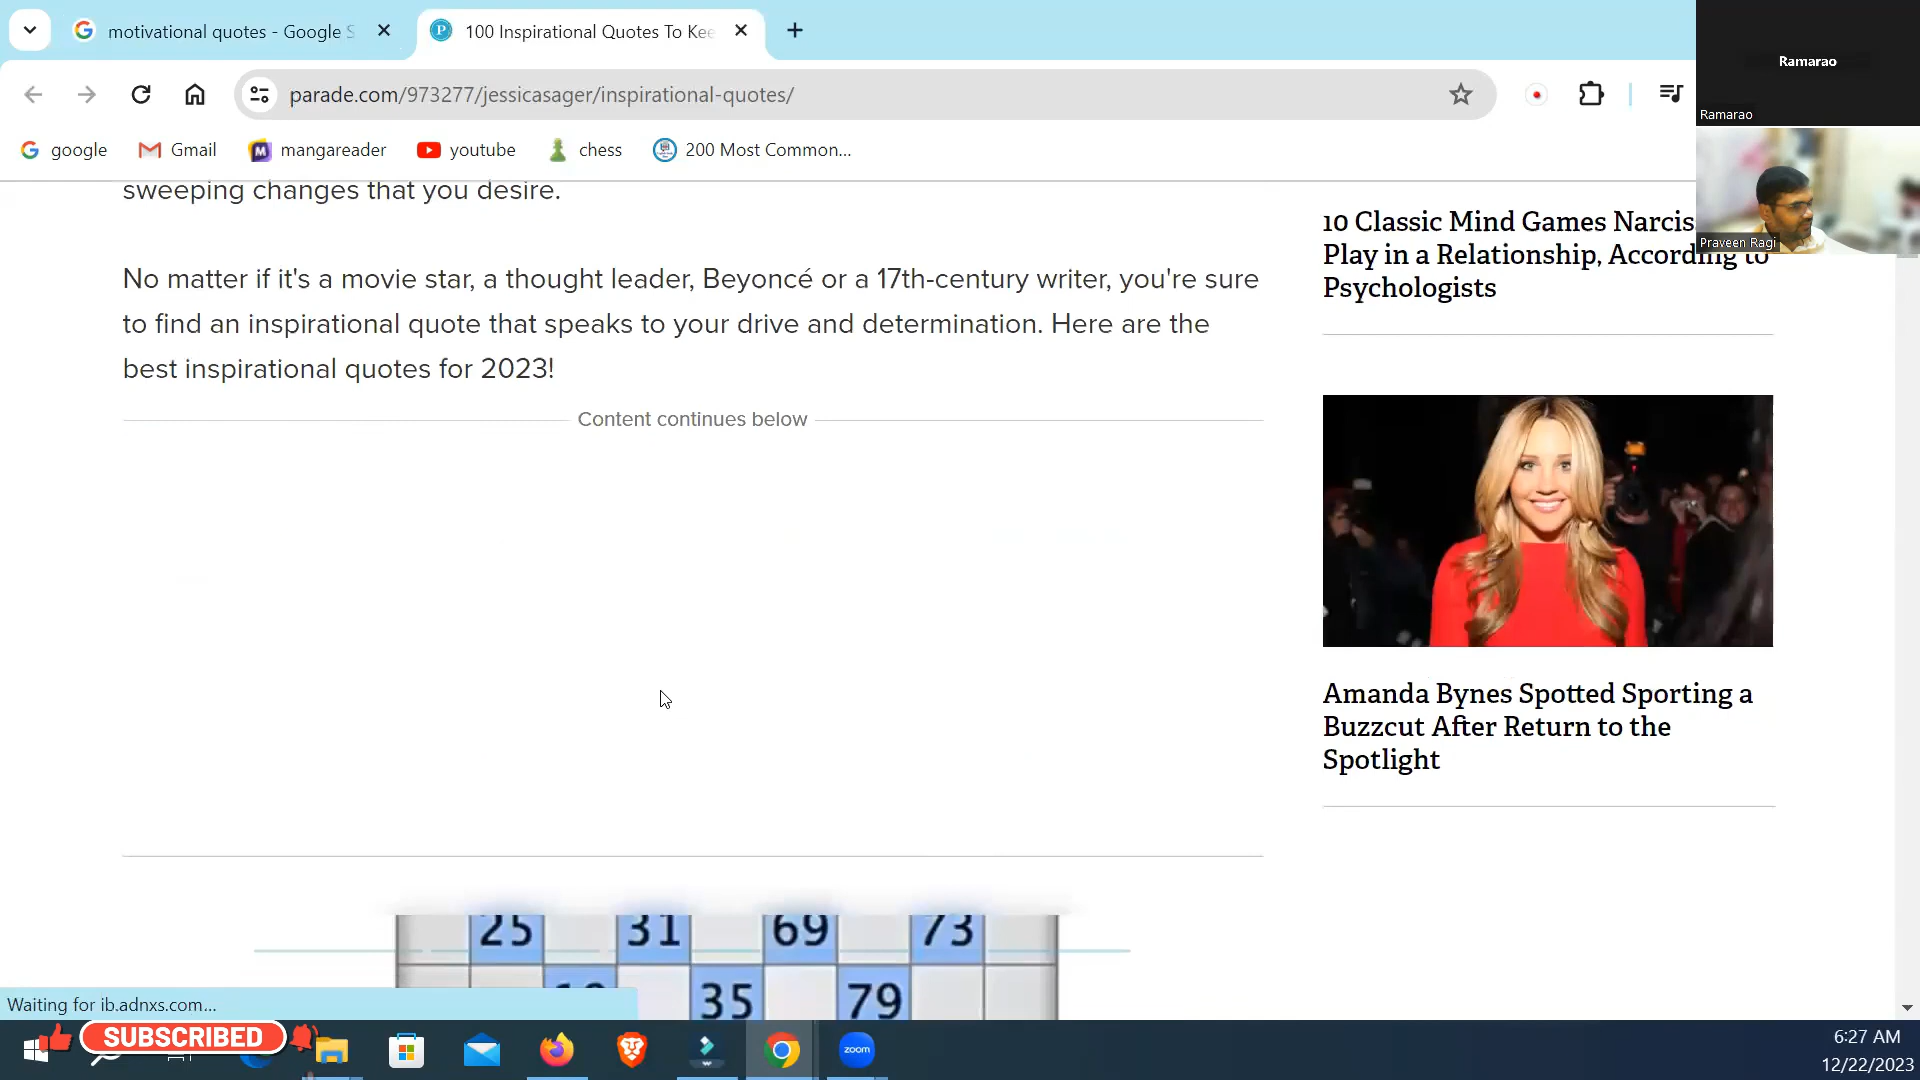 motivational quotes - Google S
100 Inspirational Quotes To Kee
parade.com/973277/jessicasager/inspirational-quotes/
google
Gmail
mangareader
youtube
chess
200 Most Common...
Ramarao
Ramarao
Praveen Ragi
sweeping changes that you desire.
No matter if it's a movie star, a thought leader, Beyoncé or a 17th-century writer, you're sure
to find an inspirational quote that speaks to your drive and determination. Here are the
best inspirational quotes for 2023!
Content continues below
25 31 69 73
35 79
10 Classic Mind Games Narcis
Play in a Relationship, According to
Psychologists
Amanda Bynes Spotted Sporting a
Buzzcut After Return to the
Spotlight
Waiting for ib.adnxs.com...
SUBSCRIBED
zoom
6:27 AM
12/22/2023